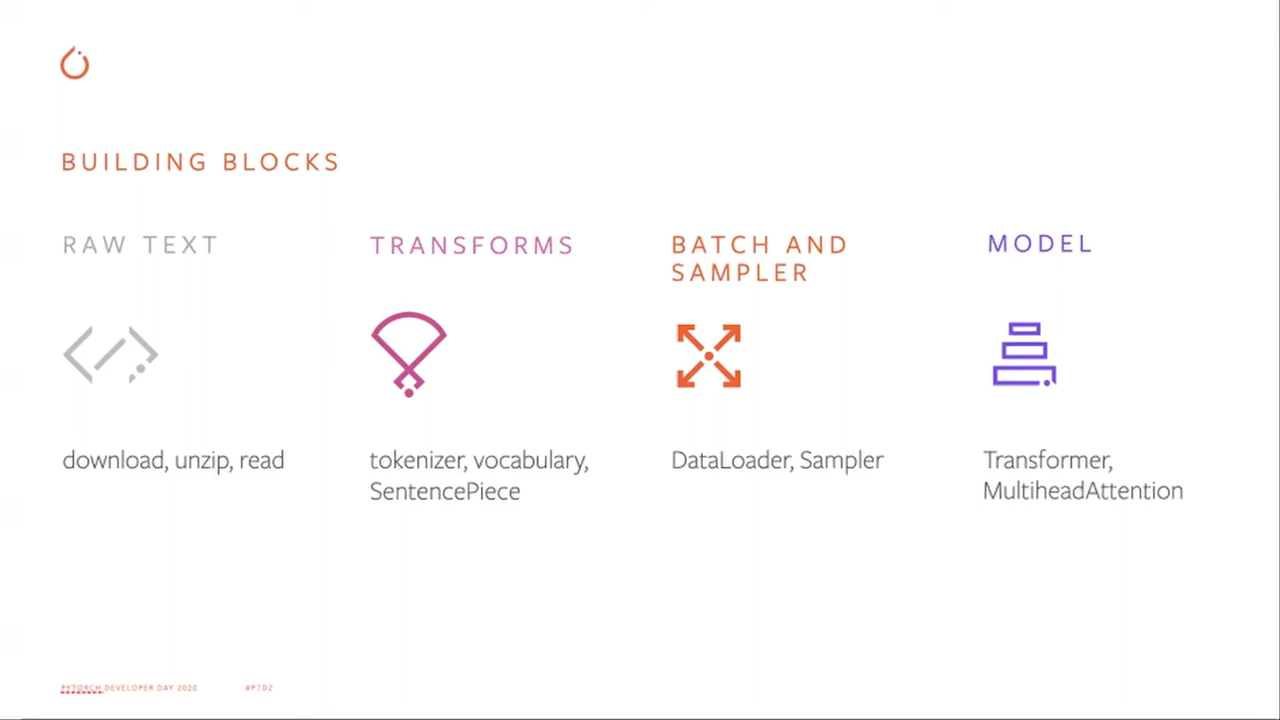 BUILDING BLOCKS
RAW TEXT
download, unzip, read
TRANSFORMS
tokenizer, vocabulary,
SentencePiece
BATCH AND
SAMPLER
DataLoader, Sampler
MODEL
Transformer,
MultiheadAttention
PYTORCH DEVELOPER DAY 2020
#PTD2